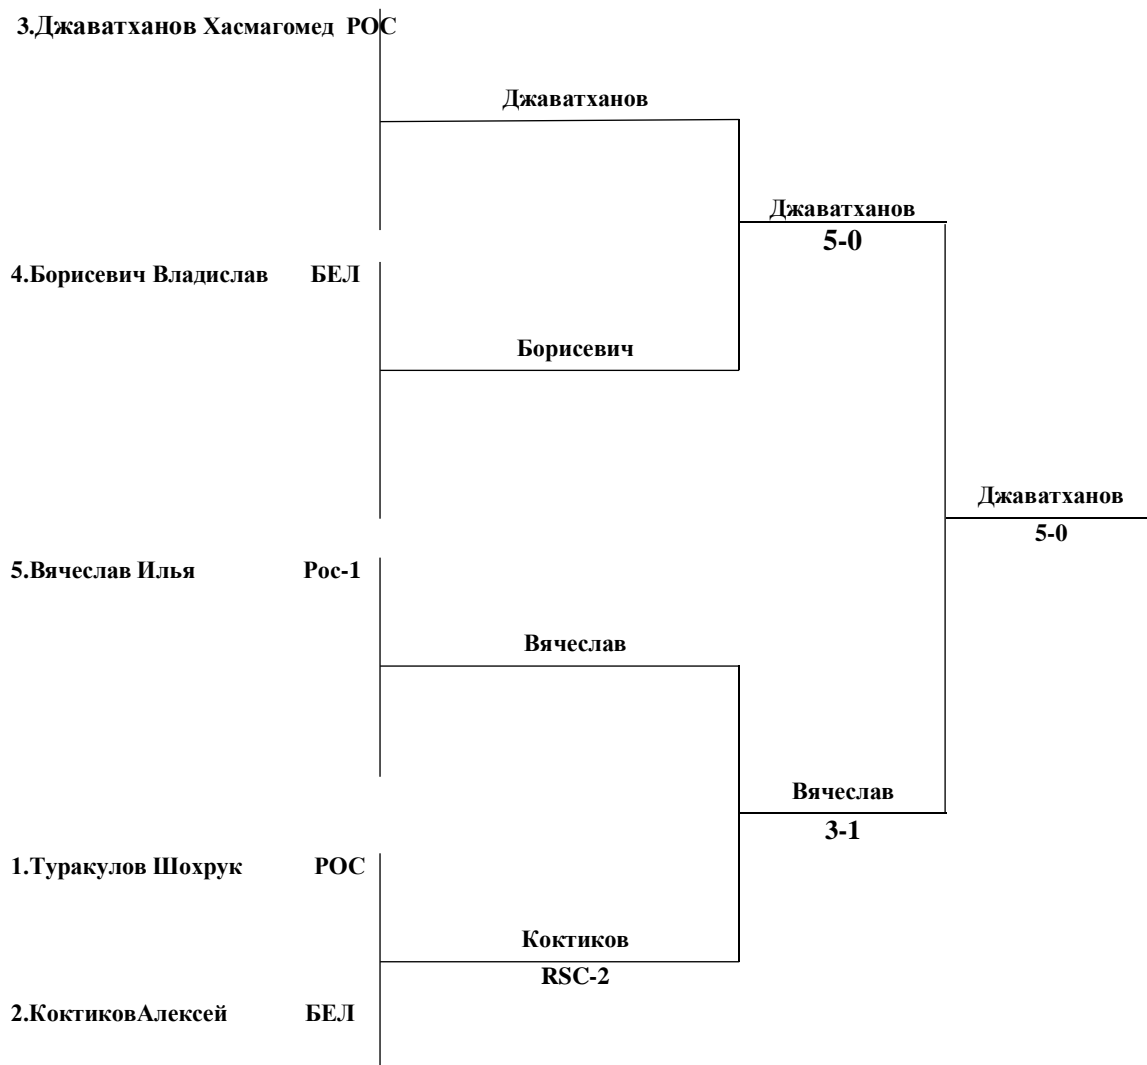 3.Джаватханов Хасмагомед РОС
Джаватханов
Джаватханов
5-0
4.Борисевич Владислав БЕЛ
Борисевич
Джаватханов
5-0
5.Вячеслав Илья Рос-1
Вячеслав
Вячеслав
3-1
1.Туракулов Шохрук РОС
Коктиков
RSC-2
2.КоктиковАлексей БЕЛ